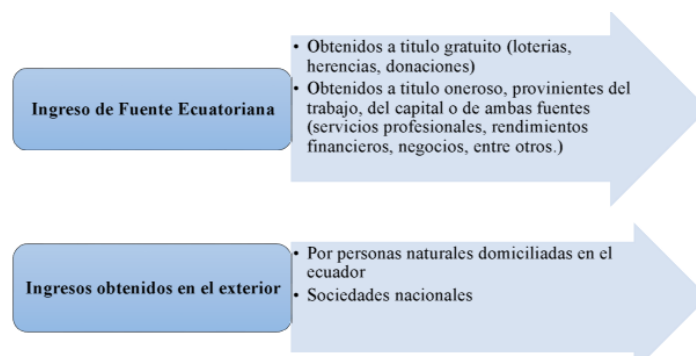 Ingreso de Fuente Ecuatoriana
• Obtenidos a titulo gratuito (loterias,
herencias, donaciones)
• Obtenidos a titulo oneroso, provinientes del
trabajo, del capital o de ambas fuentes
(servicios profesionales, rendimientos
financieros, negocios, entre otros.)
Ingresos obtenidos en el exterior
• Por personas naturales domiciliadas en el
ecuador
• Sociedades nacionales